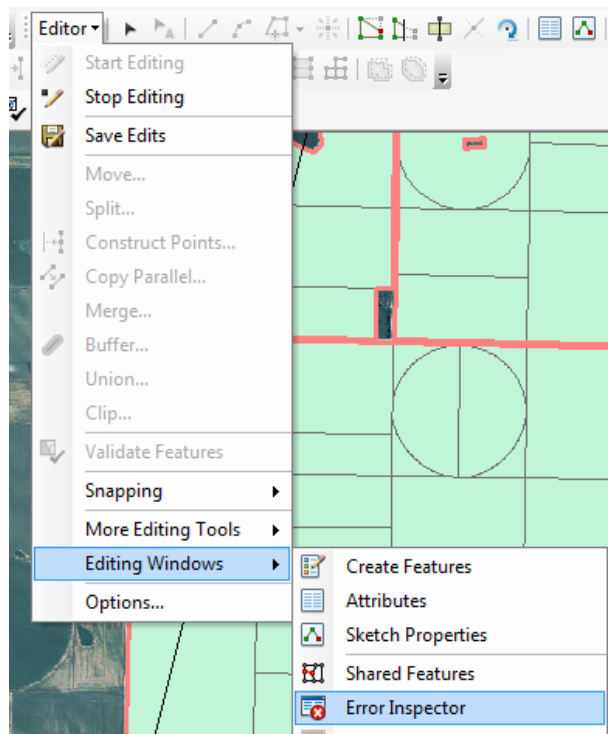 Editor
Start Editing
Stop Editing
Save Edits
Move...
Split...
Construct Points...
Copy Parallel...
Merge...
Buffer...
Union...
Clip...
Validate Features
Snapping
More Editing Tools
Editing Windows
Options...
Create Features
Attributes
Sketch Properties
Shared Features
Error Inspector